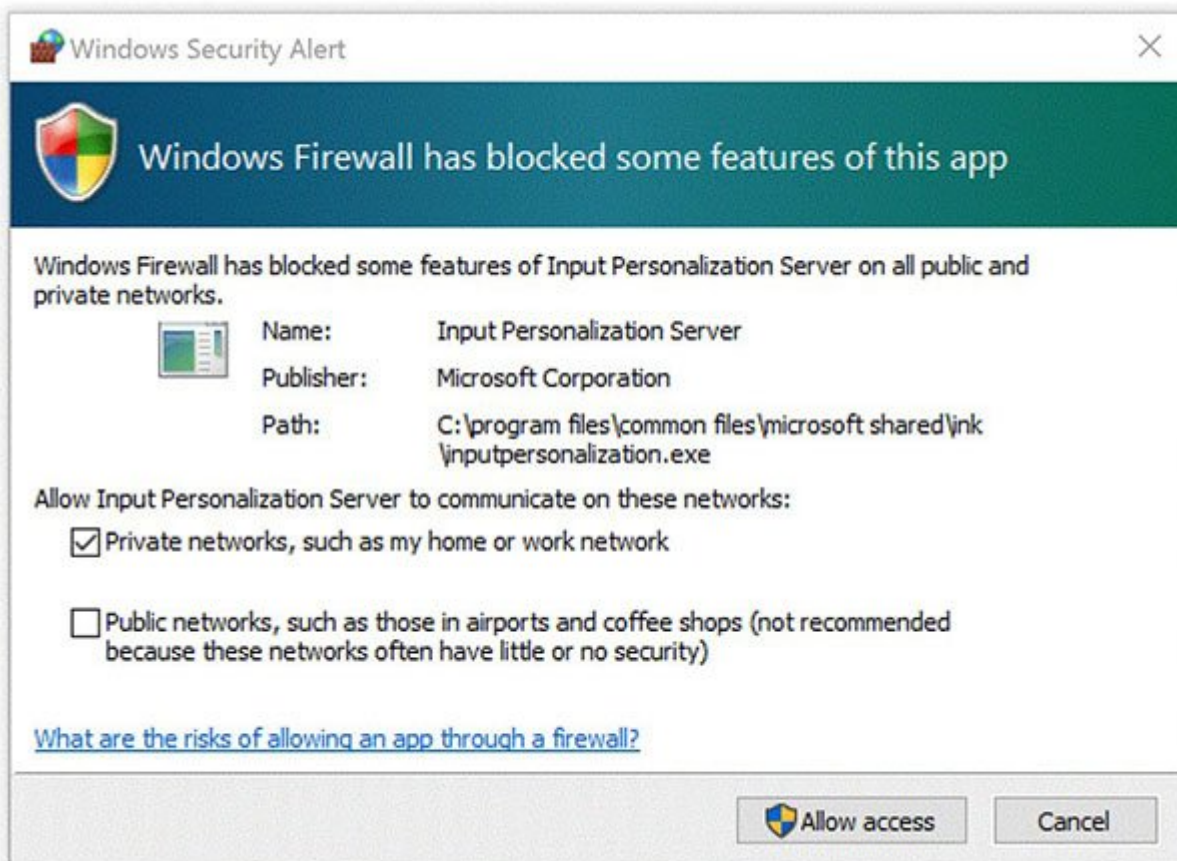 Windows Security Alert
Windows Firewall has blocked some features of this app
Windows Firewall has blocked some features of Input Personalization Server on all public and
private networks.
Name: Input Personalization Server
Publisher: Microsoft Corporation
Path: C:\program files\common files\microsoft shared\ink
\inputpersonalization.exe
Allow Input Personalization Server to communicate on these networks:
Private networks, such as my home or work network
Public networks, such as those in airports and coffee shops (not recommended
because these networks often have little or no security)
What are the risks of allowing an app through a firewall?
Allow access Cancel